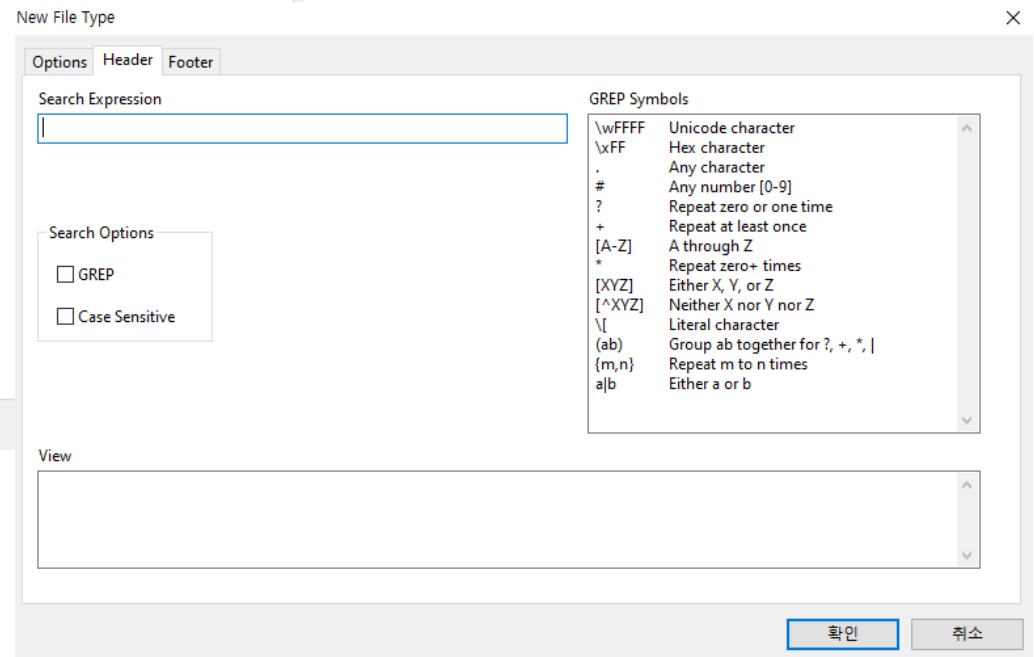 New File Type
Options Header Footer
Search Expression
Search Options
GREP
Case Sensitive
GREP Symbols
\wFFFF Unicode character
\xFF Hex character
. Any character
# Any number [0-9]
? Repeat zero or one time
+ Repeat at least once
[A-Z] A through Z
* Repeat zero+ times
[XYZ] Either X, Y, or Z
[^XYZ] Neither X nor Y nor Z
\[ Literal character
(ab) Group ab together for ?, +, *, |
{m,n} Repeat m to n times
a|b Either a or b
View
확인 취소